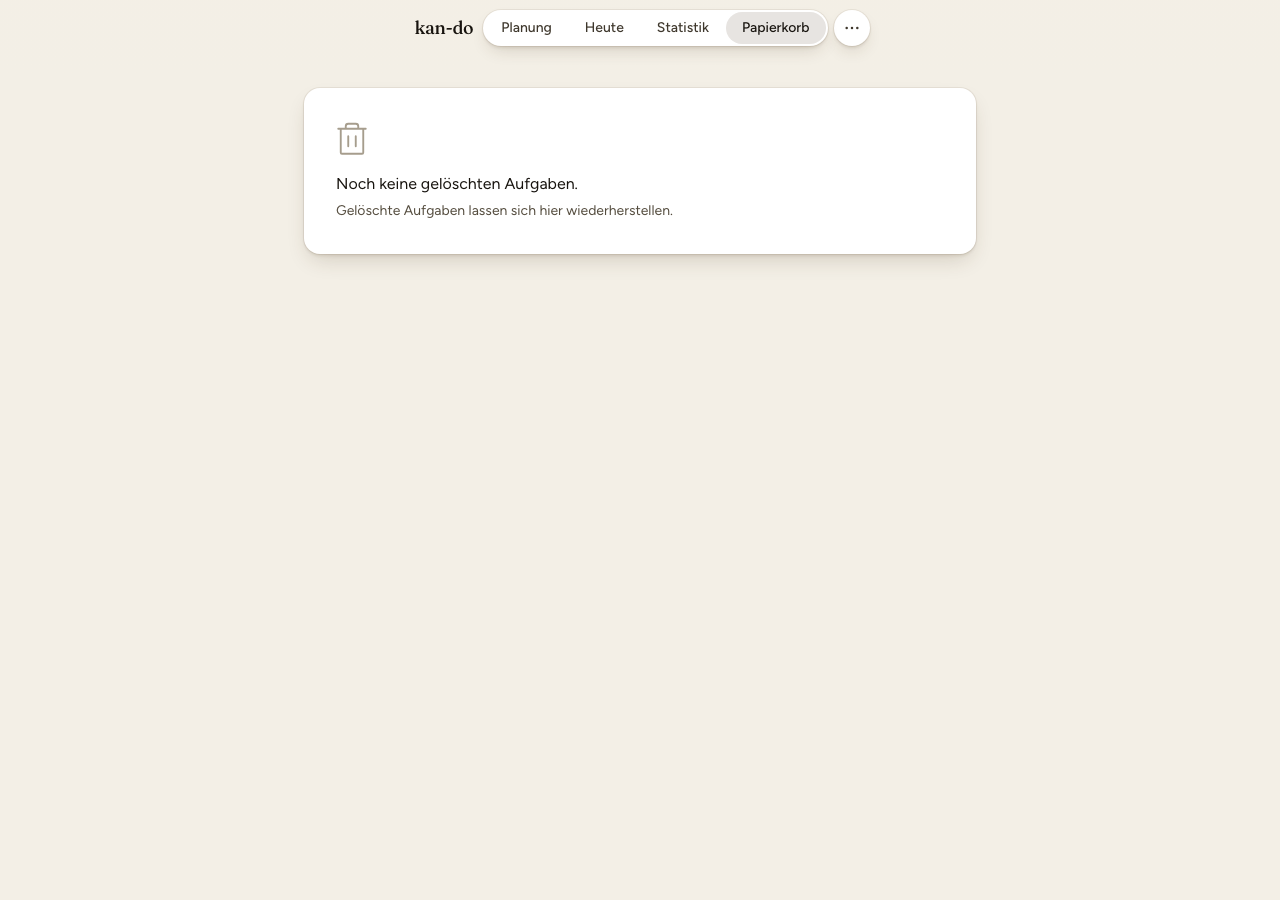 kan-do
Planung
Heute
Statistik
Papierkorb
Noch keine gelöschten Aufgaben.
Gelöschte Aufgaben lassen sich hier wiederherstellen.